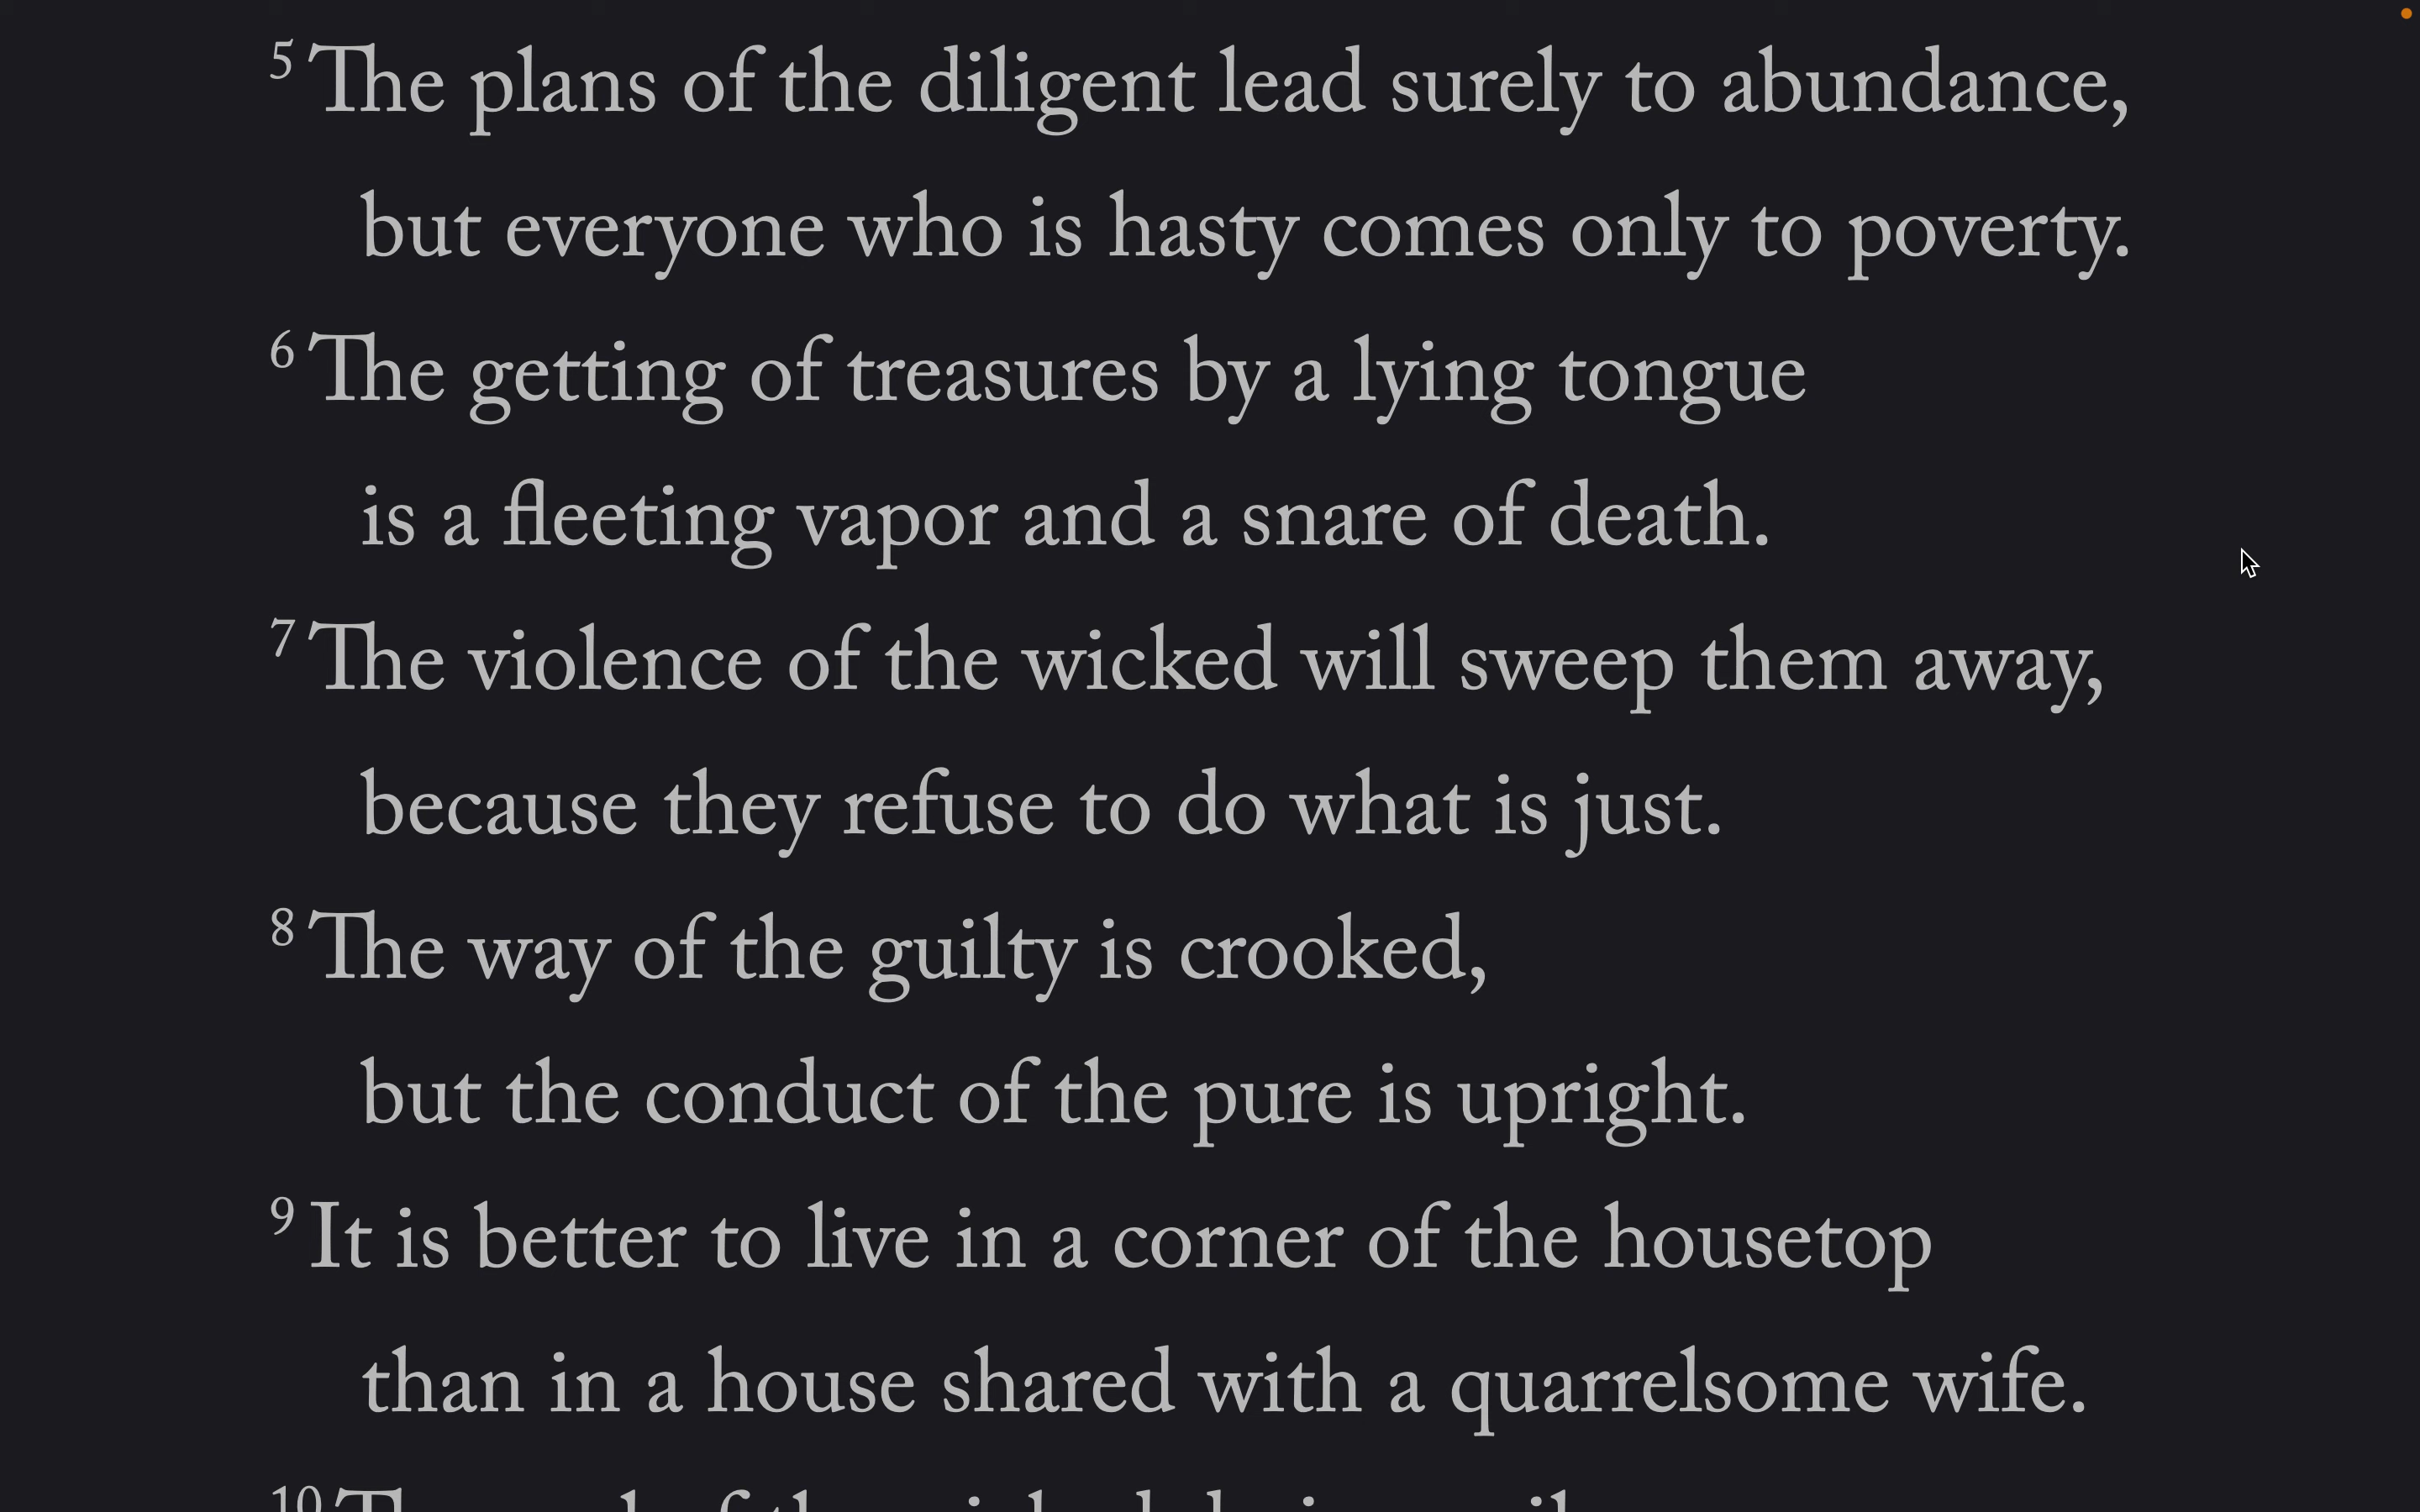 5 The plans of the diligent lead surely to abundance,
but everyone who is hasty comes only to poverty.
6 The getting of treasures by a lying tongue
is a fleeting vapor and a snare of death.
7 The violence of the wicked will sweep them away,
because they refuse to do what is just.
8 The way of the guilty is crooked,
but the conduct of the pure is upright.
9 It is better to live in a corner of the housetop
than in a house shared with a quarrelsome wife.
10